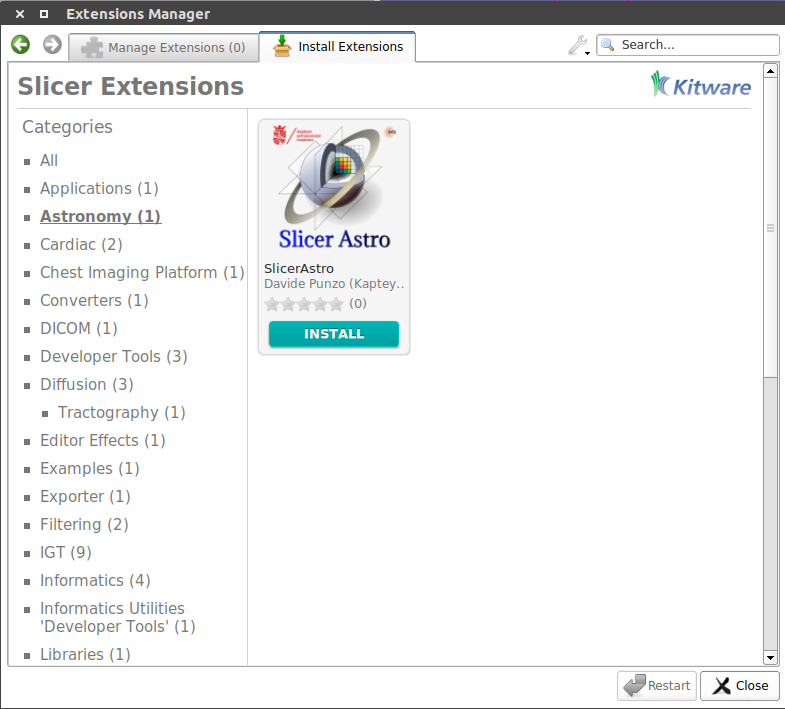 Extensions Manager
Manage Extensions (0)
Install Extensions
Search...
Slicer Extensions
Kitware
Categories
All
Applications (1)
Astronomy (1)
Cardiac (2)
Chest Imaging Platform (1)
Converters (1)
DICOM (1)
Developer Tools (3)
Diffusion (3)
Tractography (1)
Editor Effects (1)
Examples (1)
Exporter (1)
Filtering (2)
IGT (9)
Informatics (4)
Informatics Utilities
'Developer Tools' (1)
Libraries (1)
Slicer Astro
SlicerAstro
Davide Punzo (Kaptey..
(0)
INSTALL
Restart
Close